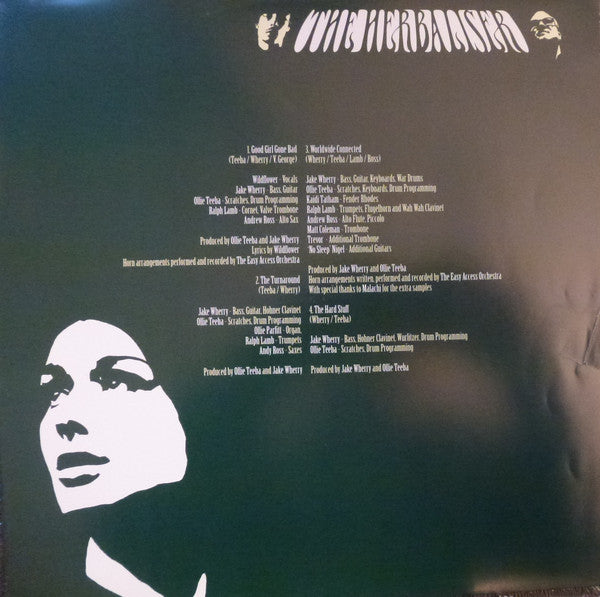 THE HERBALISER
1. Good Girl Gone Bad
(Teeba / Wherry / V. George)
Wildflower - Vocals
Jake Wherry - Bass, Guitar
Ollie Teeba - Scratches, Drum Programming
Ralph Lamb - Cornet, Valve Trombone
Andrew Ross - Alto Sax
Produced by Ollie Teeba and Jake Wherry
Lyrics by Wildflower
Horn arrangements performed and recorded by The Easy Access Orchestra
2. The Turnaround
(Teeba / Wherry)
Jake Wherry - Bass, Guitar, Hohner Clavinet
Ollie Teeba - Scratches, Drum Programming
Ollie Parfitt - Organ,
Ralph Lamb - Trumpets
Andy Ross - Saxes
Produced by Ollie Teeba and Jake Wherry
3. Worldwide Connected
(Wherry / Teeba / Lamb / Ross)
Jake Wherry - Bass, Guitar, Keyboards, War Drums
Ollie Teeba - Scratches, Keyboards, Drum Programming
Kaidi Tatham - Fender Rhodes
Ralph Lamb - Trumpets, Flugelhorn and Wah Wah Clavinet
Andrew Ross - Alto Flute, Piccolo
Matt Coleman - Trombone
Trevor - Additional Trombone
'No Sleep' Nigel - Additional Guitars
Produced by Jake Wherry and Ollie Teeba
Horn arrangements written, performed and recorded by The Easy Access Orchestra
With special thanks to Malachi for the extra samples
4. The Hard Stuff
(Wherry / Teeba)
Jake Wherry - Bass, Hohner Clavinet, Wurlitzer, Drum Programming
Ollie Teeba - Scratches, Drum Programming
Produced by Jake Wherry and Ollie Teeba